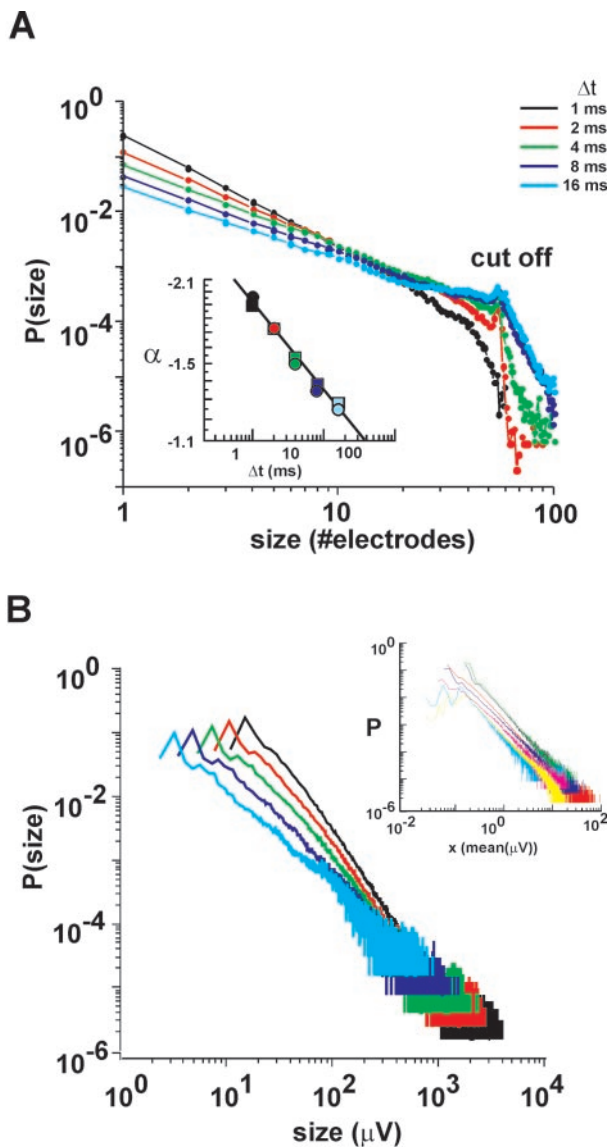 A
Δt
1 ms
2 ms
4 ms
8 ms
16 ms
10^0
10^-2
10^-4
10^-6
P(size)
cut off
-2.1
α -1.5
-1.1
1 10 100
Δt (ms)
1 10 100
size (#electrodes)
B
10^0
10^-2
10^-4
10^-6
P(size)
10^0
P
10^-6
10^-2 10^0 10^2
x (mean(μV))
10^0 10^1 10^2 10^3 10^4
size (μV)